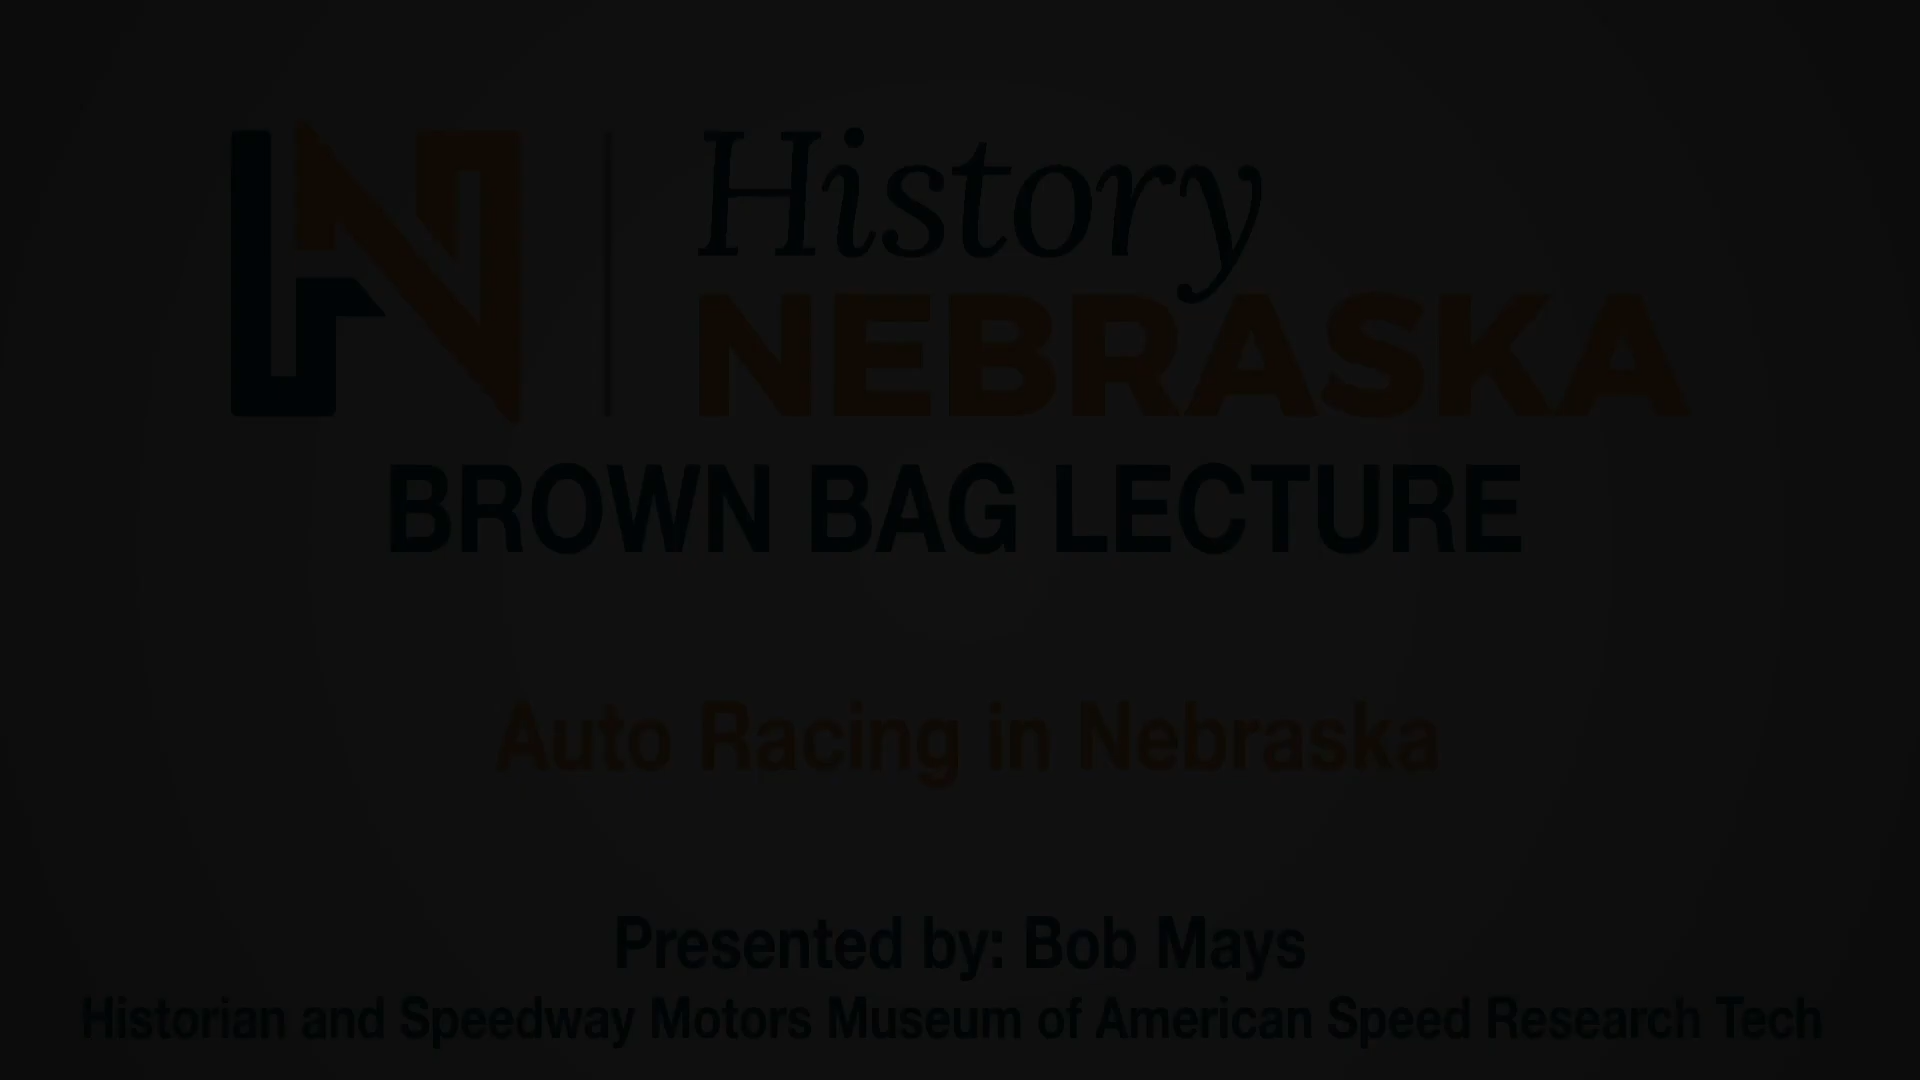 History
NEBRASKA
BROWN BAG LECTURE
Auto Racing in Nebraska
Presented by: Bob Mays
Historian and Speedway Motors Museum of American Speed Research Tech